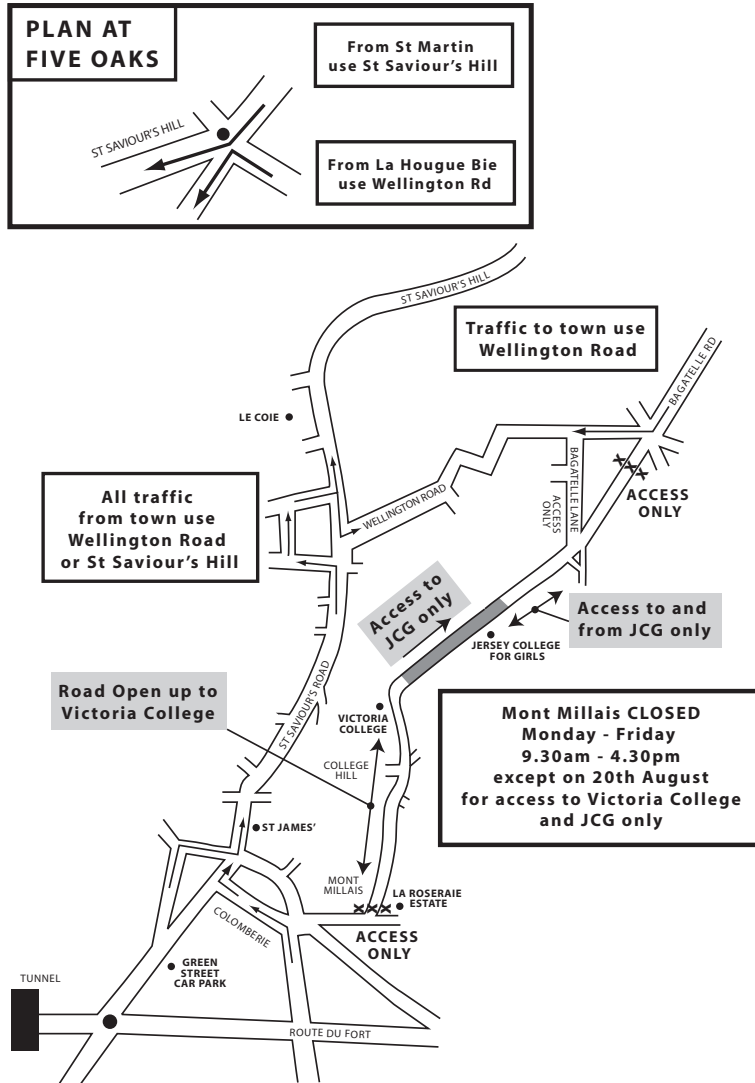 PLAN AT
FIVE OAKS
From St Martin
use St Saviour's Hill
ST SAVIOUR'S HILL
From La Hougue Bie
use Wellington Rd
ST SAVIOUR'S HILL
Traffic to town use
Wellington Road
BAGATELLE RD
LE COIE
All traffic
from town use
Wellington Road
or St Saviour's Hill
WELLINGTON ROAD
BAGATELLE LANE
ACCESS
ONLY
ACCESS
ONLY
Access to
JCG only
Access to and
from JCG only
JERSEY COLLEGE
FOR GIRLS
Road Open up to
Victoria College
ST SAVIOUR'S ROAD
VICTORIA
COLLEGE
COLLEGE
HILL
Mont Millais CLOSED
Monday - Friday
9.30am - 4.30pm
except on 20th August
for access to Victoria College
and JCG only
ST JAMES'
MONT
MILLAIS
LA ROSERAIE
ESTATE
COLOMBERIE
ACCESS
ONLY
GREEN
STREET
CAR PARK
TUNNEL
ROUTE DU FORT